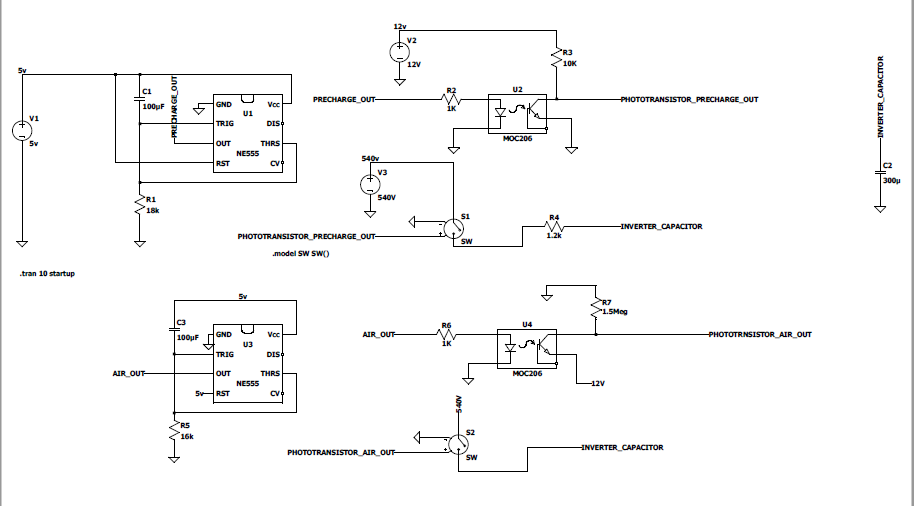 5v
V1
5v
C1
100µF
PRECHARGE_OUT
GND
TRIG
OUT
RST
U1
NE555
Vcc
DIS
THRS
CV
R1
18k
.tran 10 startup
12v
V2
12V
R3
10K
PRECHARGE_OUT
R2
1K
U2
MOC206
PHOTOTRANSISTOR_PRECHARGE_OUT
540v
V3
540V
S1
SW
PHOTOTRANSISTOR_PRECHARGE_OUT
.model SW SW()
R4
1.2k
INVERTER_CAPACITOR
INVERTER_CAPACITOR
C2
300µ
5v
C3
100µF
GND
TRIG
OUT
RST
U3
NE555
Vcc
DIS
THRS
CV
AIR_OUT
5v
R5
16k
AIR_OUT
R6
1K
U4
MOC206
R7
1.5Meg
PHOTOTRNSISTOR_AIR_OUT
12V
540V
S2
SW
PHOTOTRANSISTOR_AIR_OUT
INVERTER_CAPACITOR